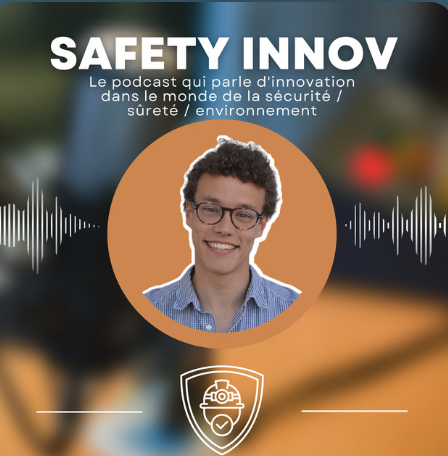 SAFETY INNOV
Le podcast qui parle d'innovation
dans le monde de la sécurité /
sûreté / environnement